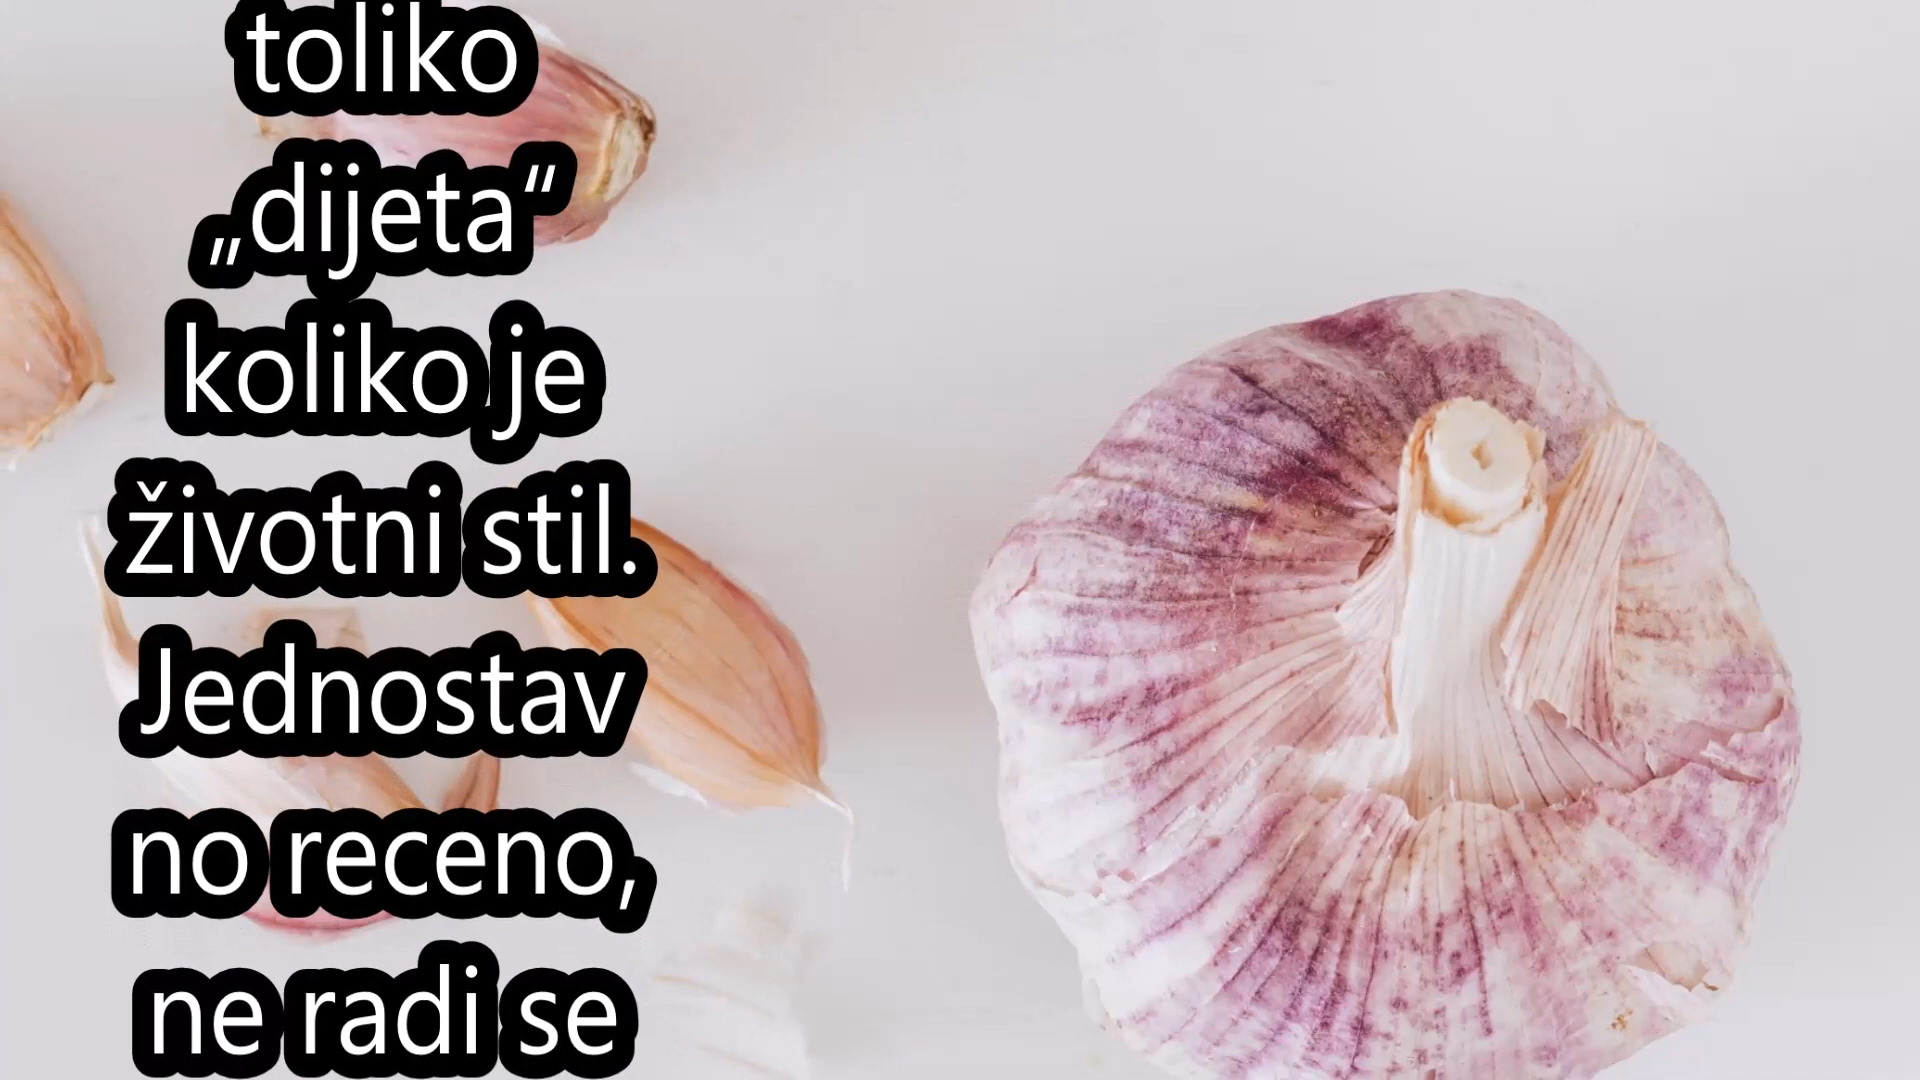 toliko
„dijeta“
koliko je
životni stil.
Jednostav
no receno,
ne radi se